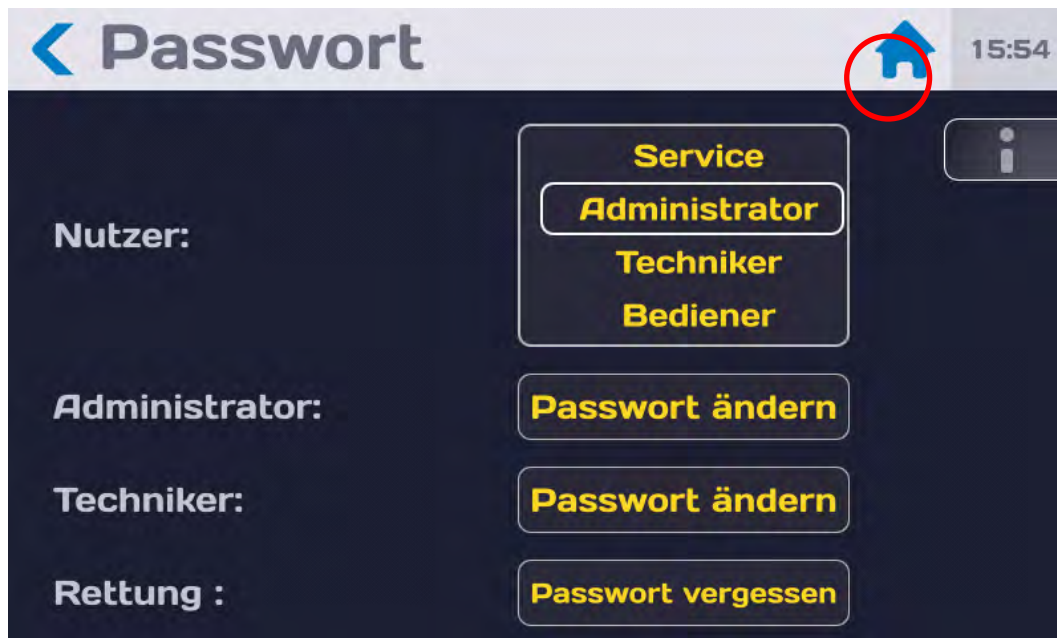 Passwort
15:54
Nutzer:
Service
Administrator
Techniker
Bediener
Administrator:
Passwort ändern
Techniker:
Passwort ändern
Rettung :
Passwort vergessen